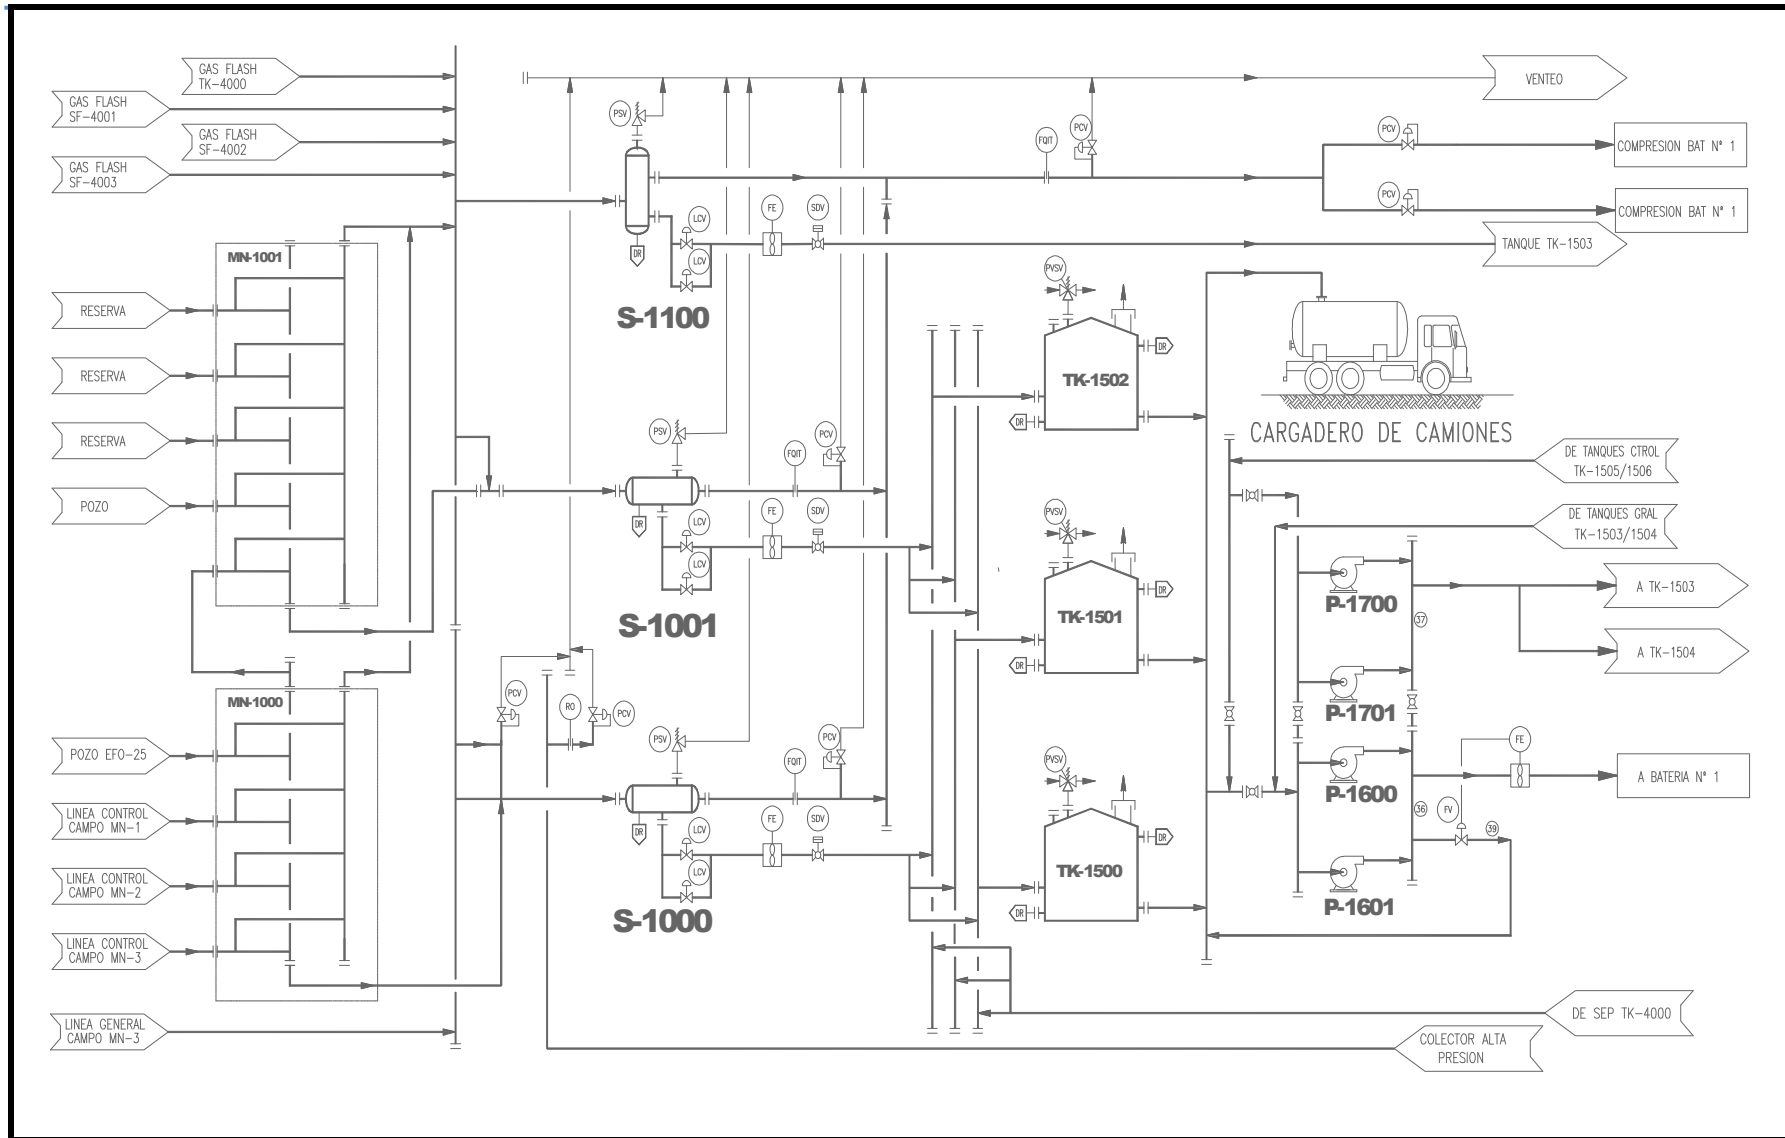 GAS FLASH
TK-4000
GAS FLASH
SF-4001
GAS FLASH
SF-4002
GAS FLASH
SF-4003
VENTEO
PSV
FQIT
PCV
PCV
COMPRESION BAT N° 1
PCV
COMPRESION BAT N° 1
LCV
FE
SDV
DR
LCV
TANQUE TK-1503
S-1100
MN-1001
RESERVA
RESERVA
RESERVA
POZO
PVSV
DR
TK-1502
DR
CARGADERO DE CAMIONES
PSV
FQIT
PCV
DR
LCV
FE
SDV
LCV
S-1001
DE TANQUES CTROL
TK-1505/1506
DE TANQUES GRAL
TK-1503/1504
PVSV
DR
TK-1501
DR
P-1700
37
A TK-1503
A TK-1504
P-1701
MN-1000
PCV
RO
PCV
POZO EFO-25
LINEA CONTROL
CAMPO MN-1
LINEA CONTROL
CAMPO MN-2
LINEA CONTROL
CAMPO MN-3
LINEA GENERAL
CAMPO MN-3
PSV
FQIT
PCV
DR
LCV
FE
SDV
LCV
S-1000
PVSV
DR
TK-1500
DR
P-1600
FE
A BATERIA N° 1
36
FV
39
P-1601
DE SEP TK-4000
COLECTOR ALTA
PRESION